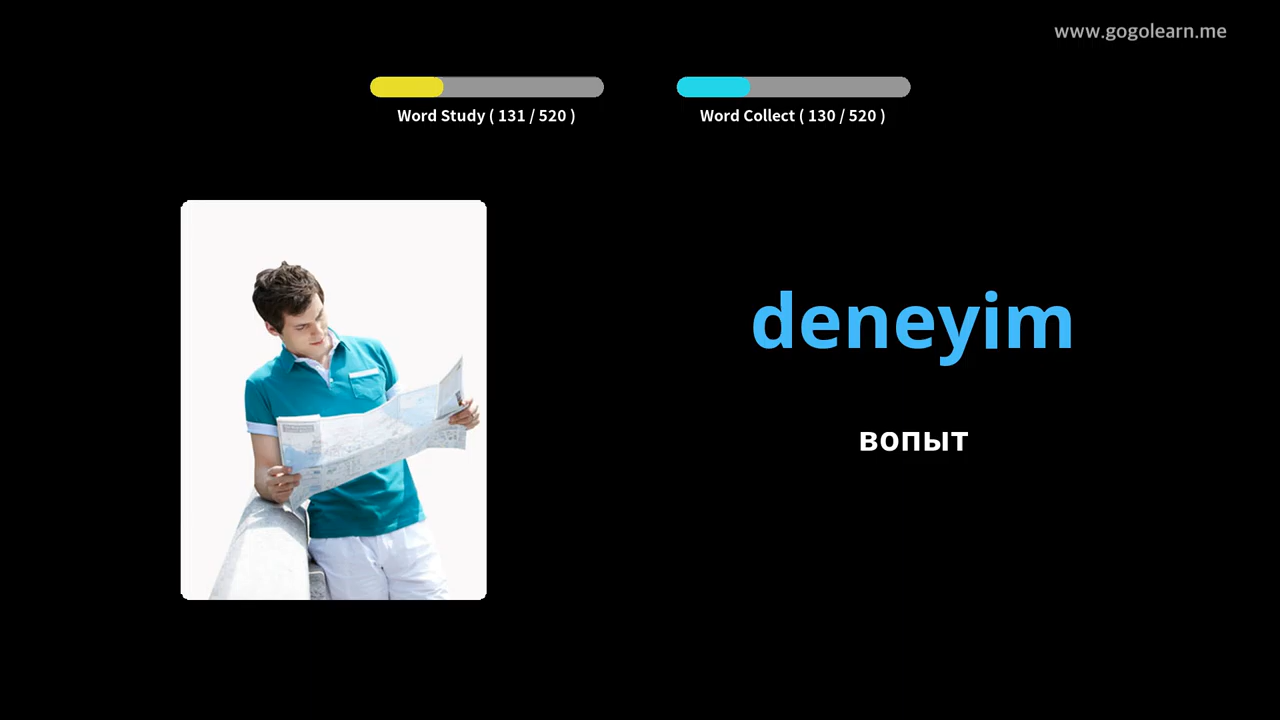 www.gogolearn.me
Word Study ( 131 / 520 )
Word Collect ( 130 / 520 )
deneyim
вопыт